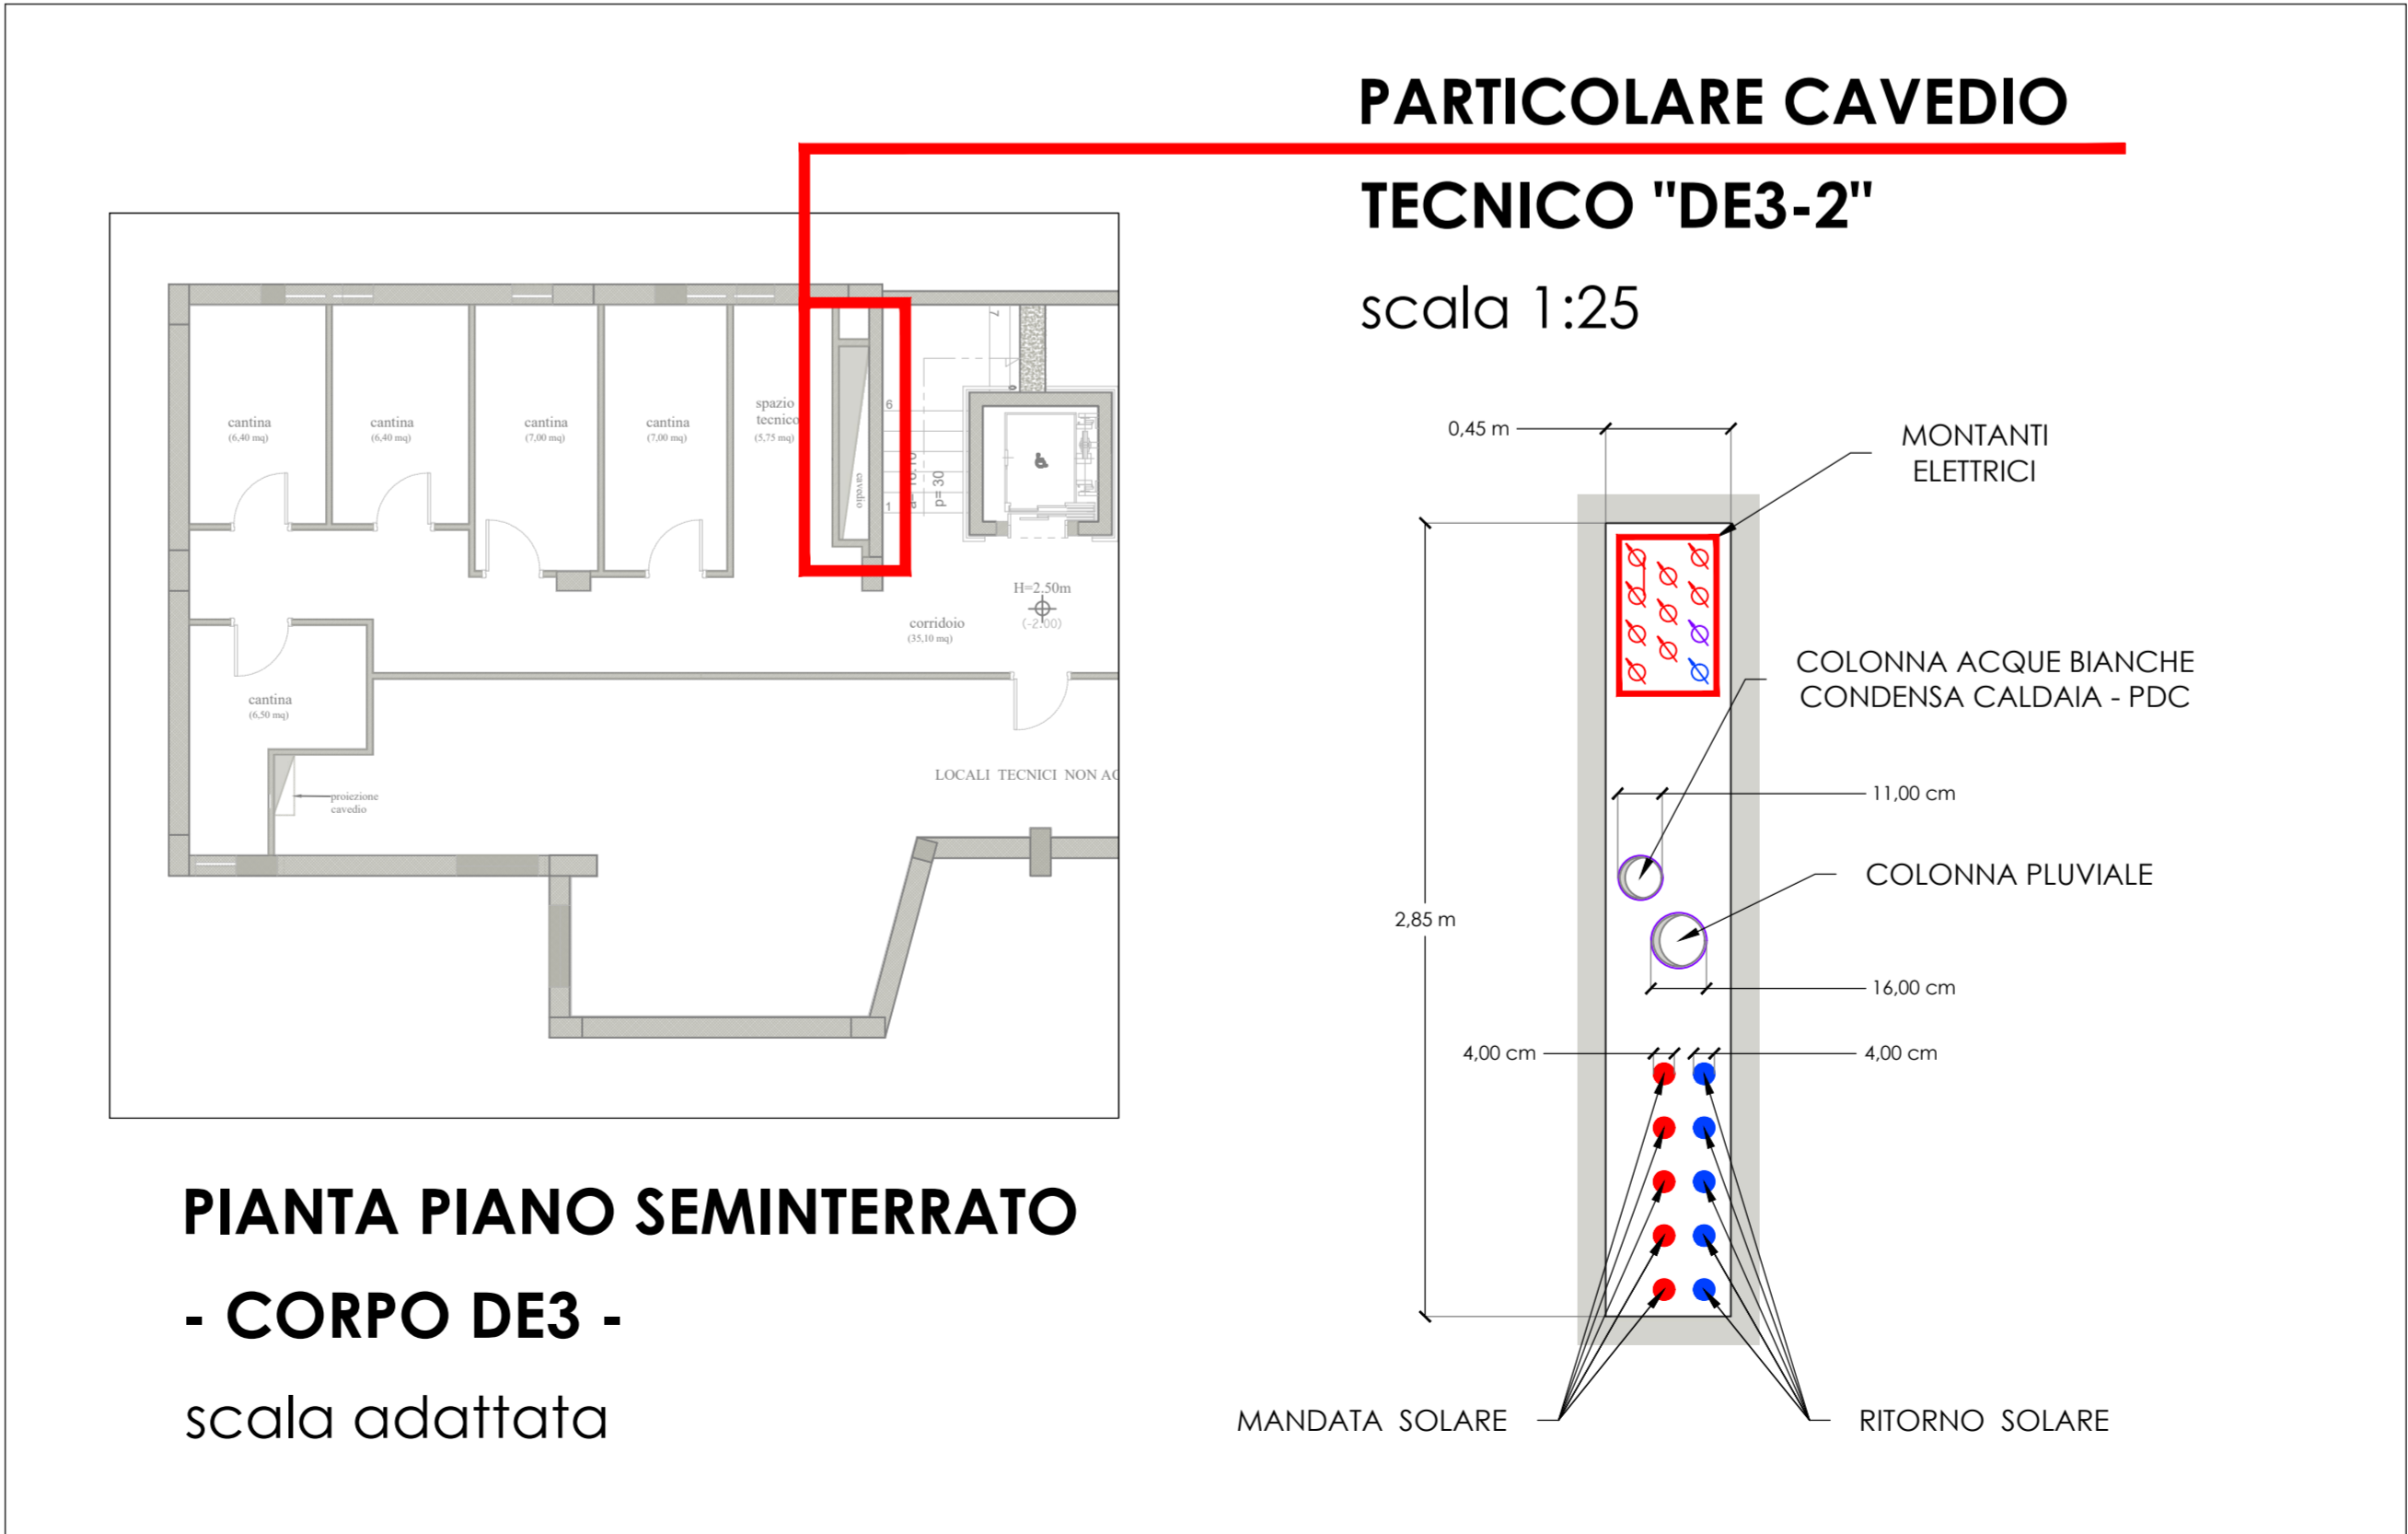 PARTICOLARE CAVEDIO
TECNICO "DE3-2"
scala 1:25
cantina
(6,40 mq)
cantina
(6,40 mq)
cantina
(7,00 mq)
cantina
(7,00 mq)
spazio
tecnico
(5,75 mq)
cavedio
7
0
6
1
p= 30
H=2.50m
(-2.00)
corridoio
(35,10 mq)
cantina
(6,50 mq)
proiezione
cavedio
LOCALI TECNICI NON
PIANTA PIANO SEMINTERRATO
- CORPO DE3 -
scala adattata
0,45 m
MONTANTI
ELETTRICI
COLONNA ACQUE BIANCHE
CONDENSA CALDAIA - PDC
11,00 cm
COLONNA PLUVIALE
2,85 m
16,00 cm
4,00 cm
4,00 cm
MANDATA SOLARE
RITORNO SOLARE